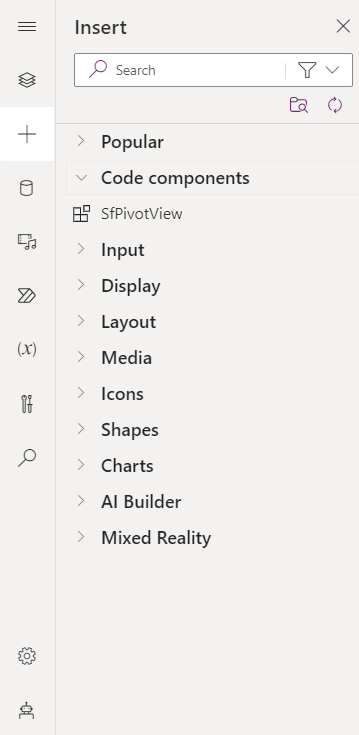 Insert
Search
Popular
Code components
SfPivotView
Input
Display
Layout
(x)
Media
Icons
Shapes
Charts
AI Builder
Mixed Reality